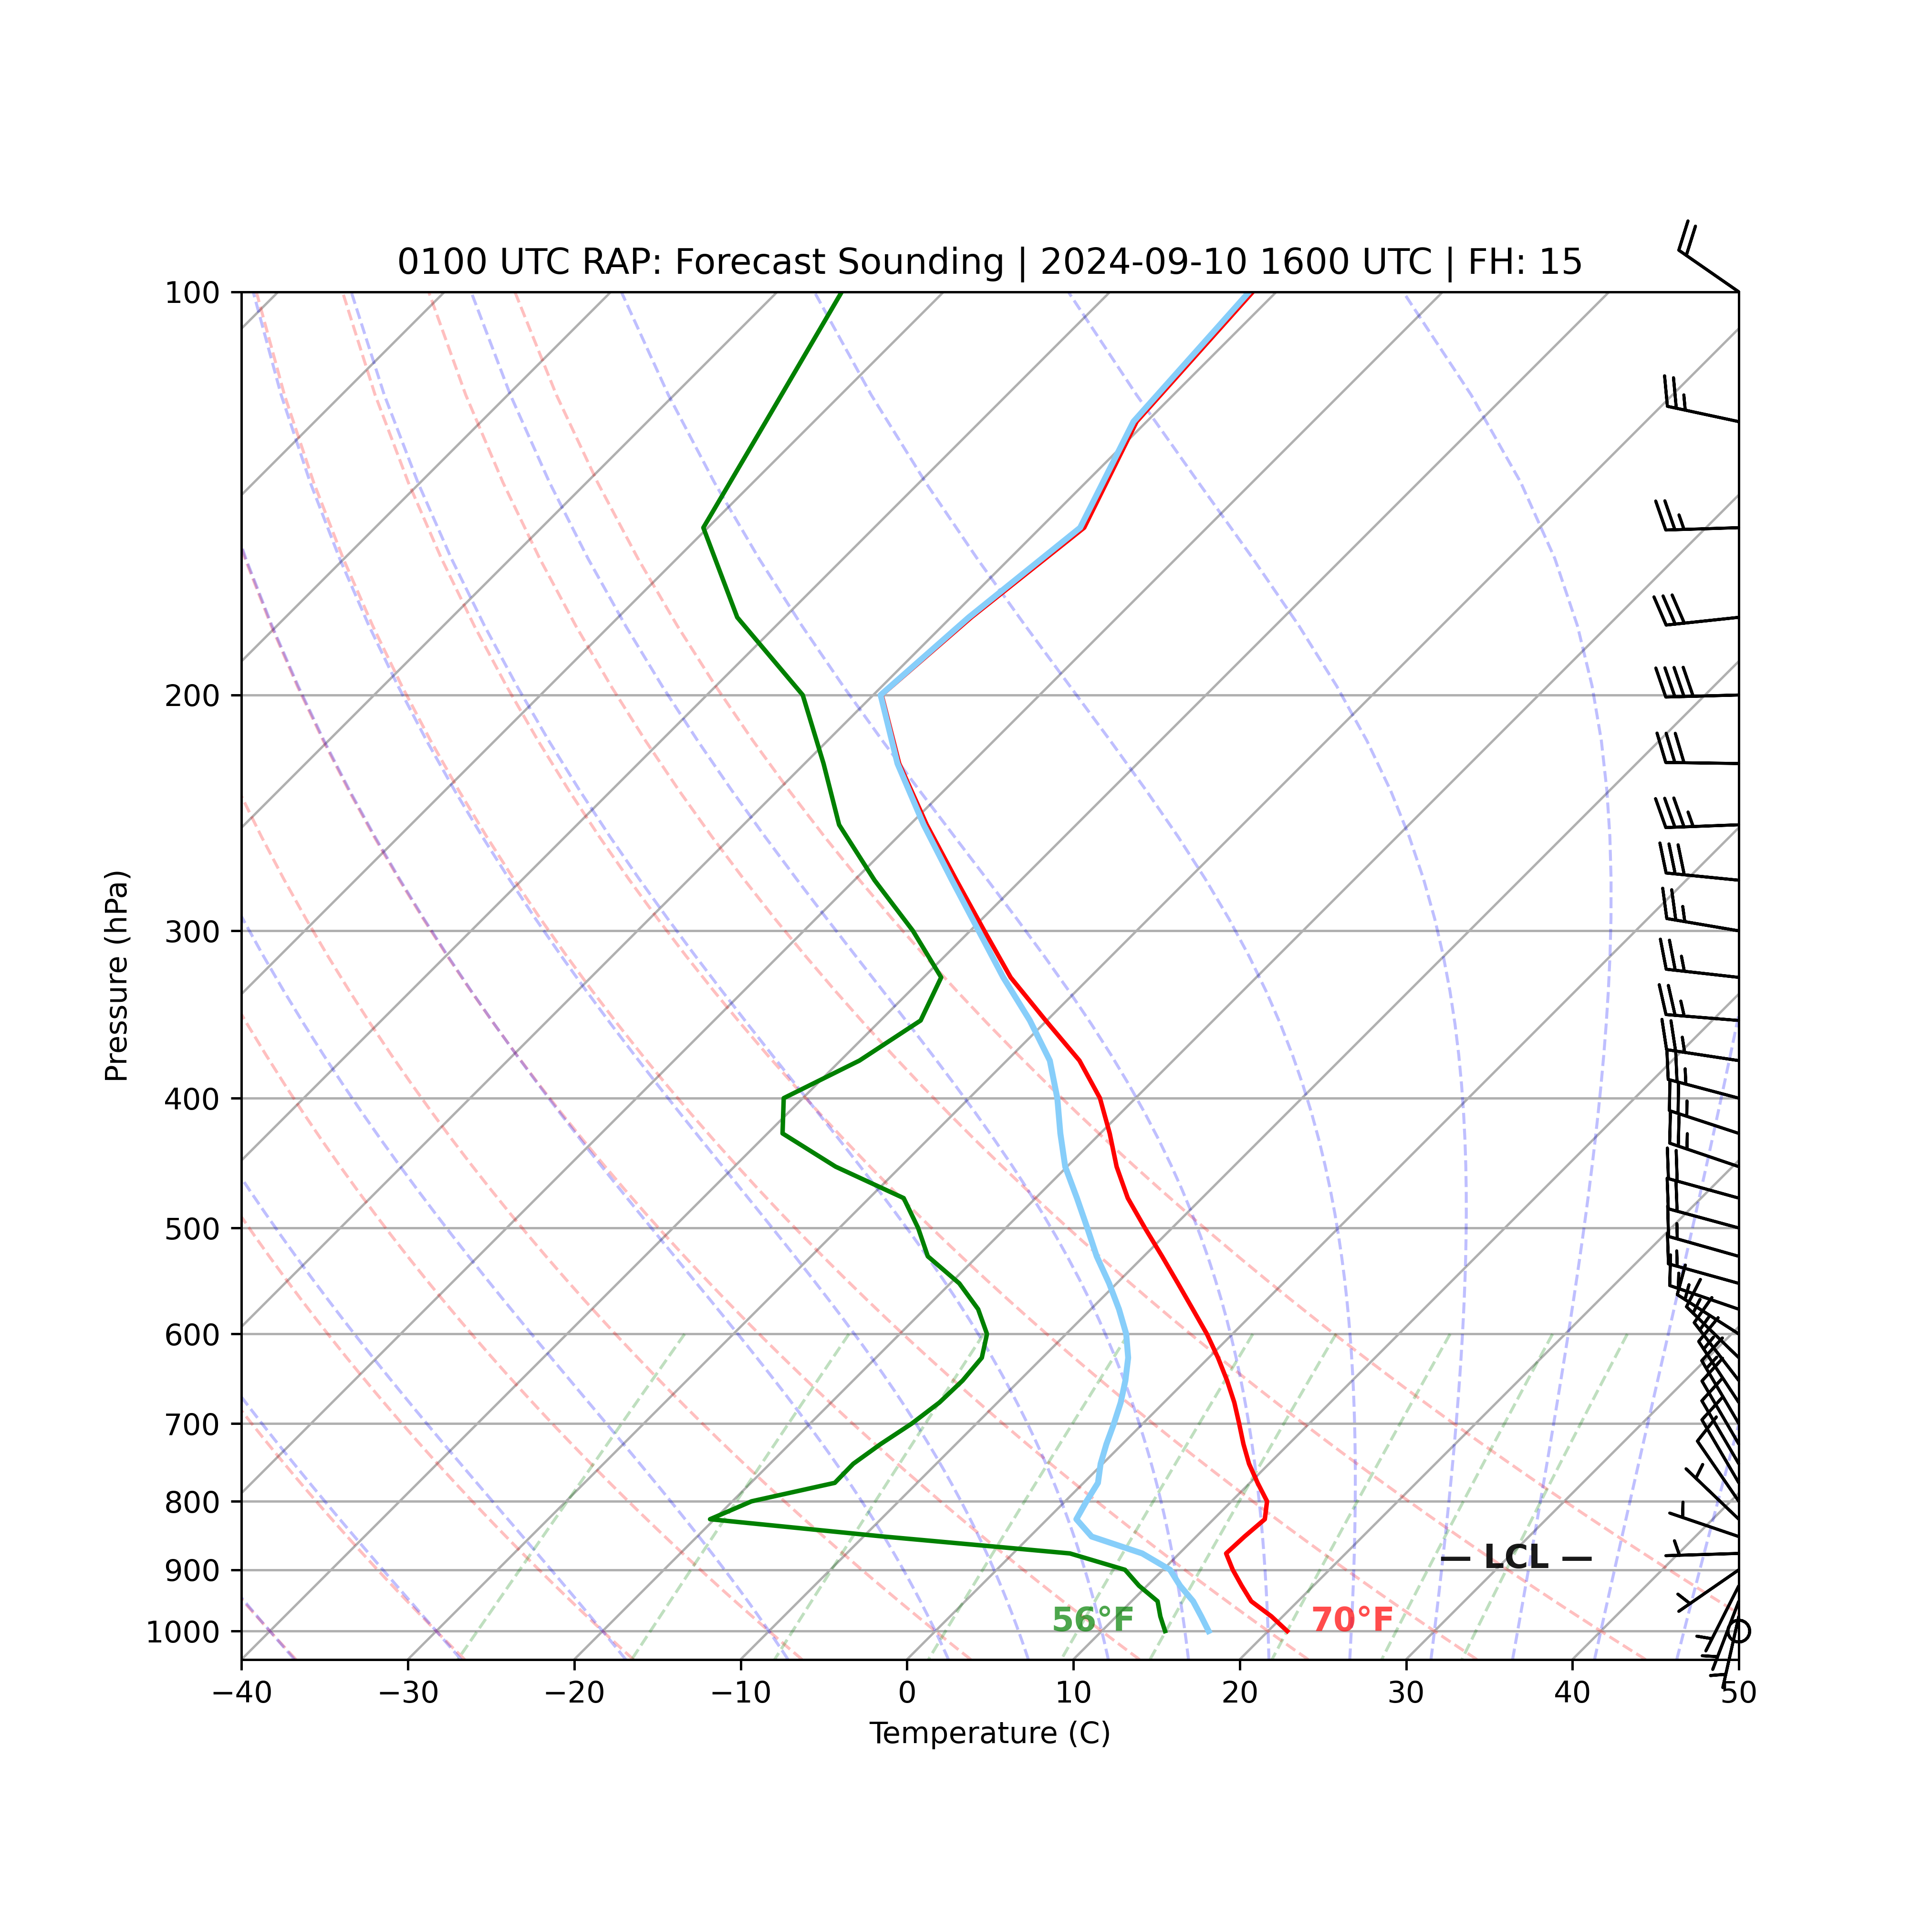 0100 UTC RAP: Forecast Sounding | 2024-09-10 1600 UTC | FH: 15
100
200
300
400
500
600
700
800
900
1000
Pressure (hPa)
— LCL —
56°F 70°F
−40 −30 −20 −10 0 10 20 30 40 50
Temperature (C)